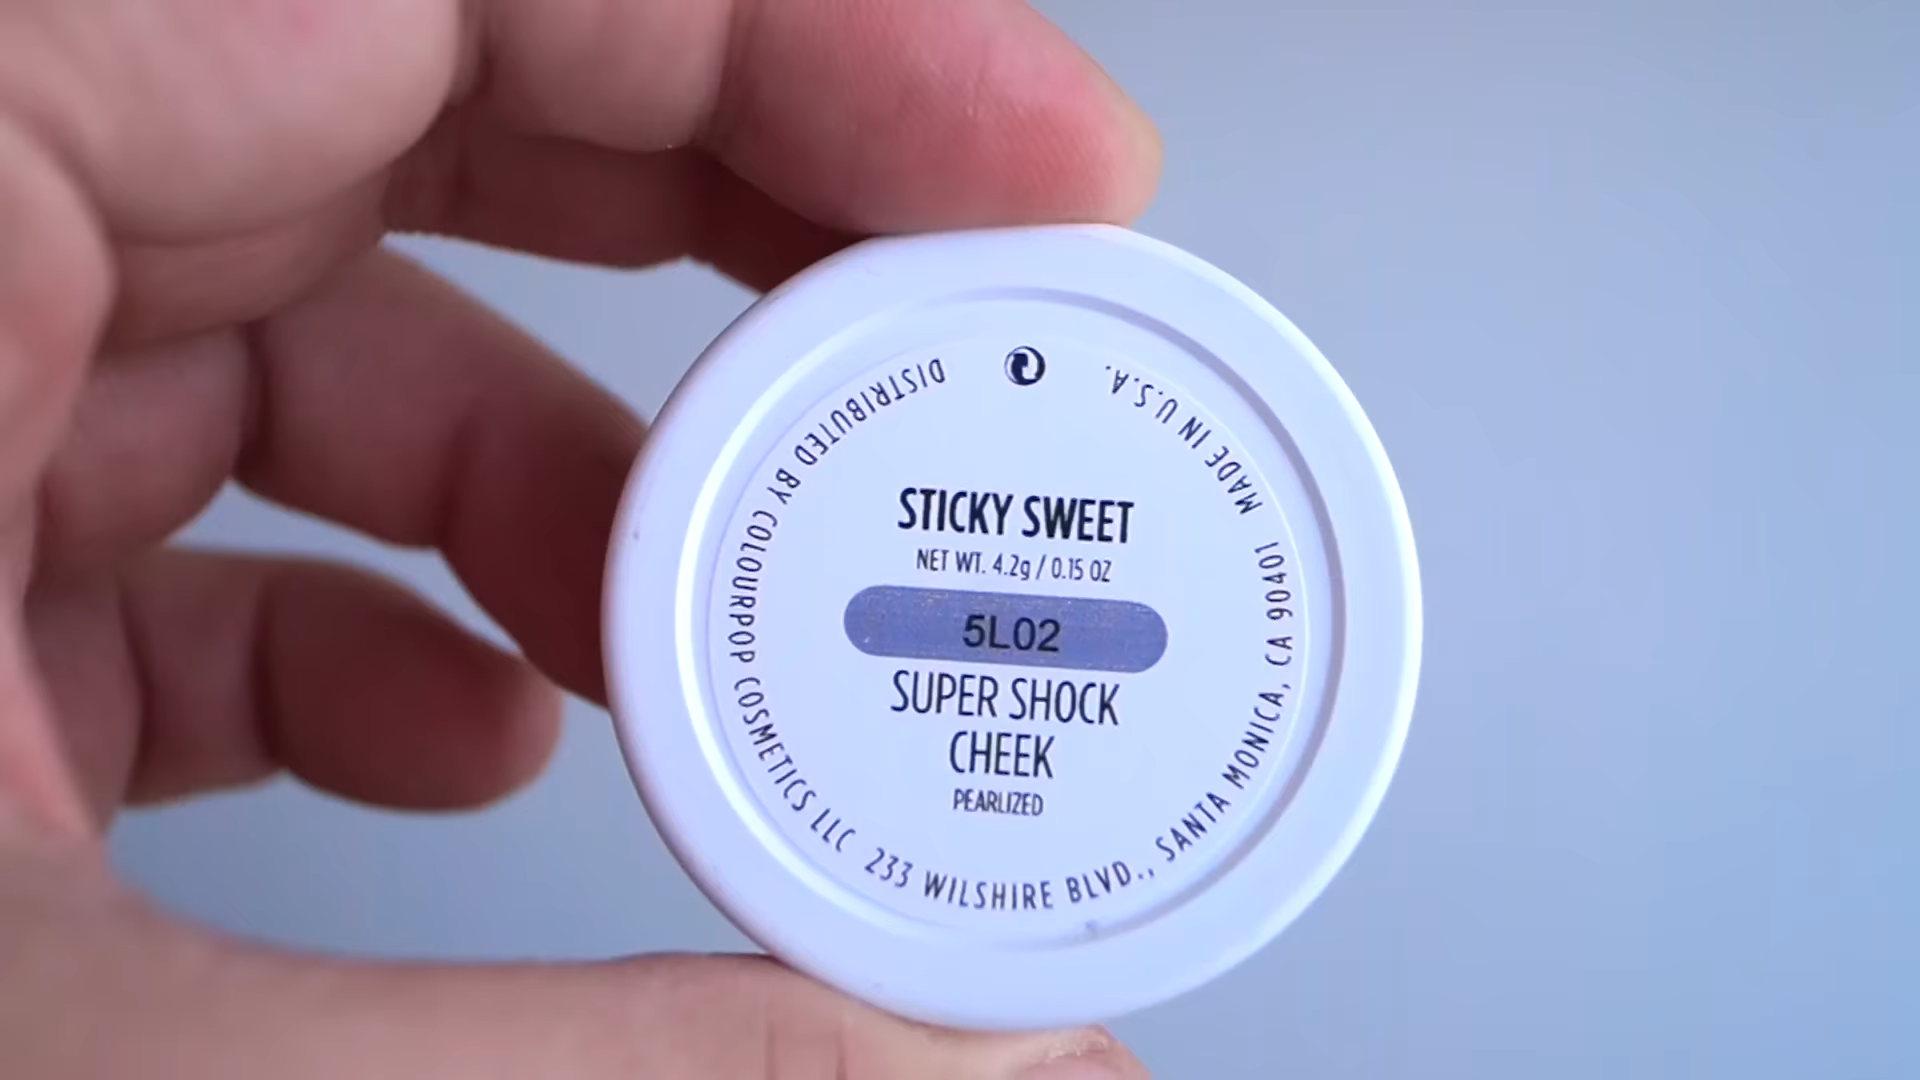 STICKY SWEET
NET WT. 4.2g / 0.15 OZ
5L02
SUPER SHOCK
CHEEK
PEARLIZED
DISTRIBUTED BY COLOURPOP COSMETICS LLC 233 WILSHIRE BLVD., SANTA MONICA, CA 90401 MADE IN U.S.A.